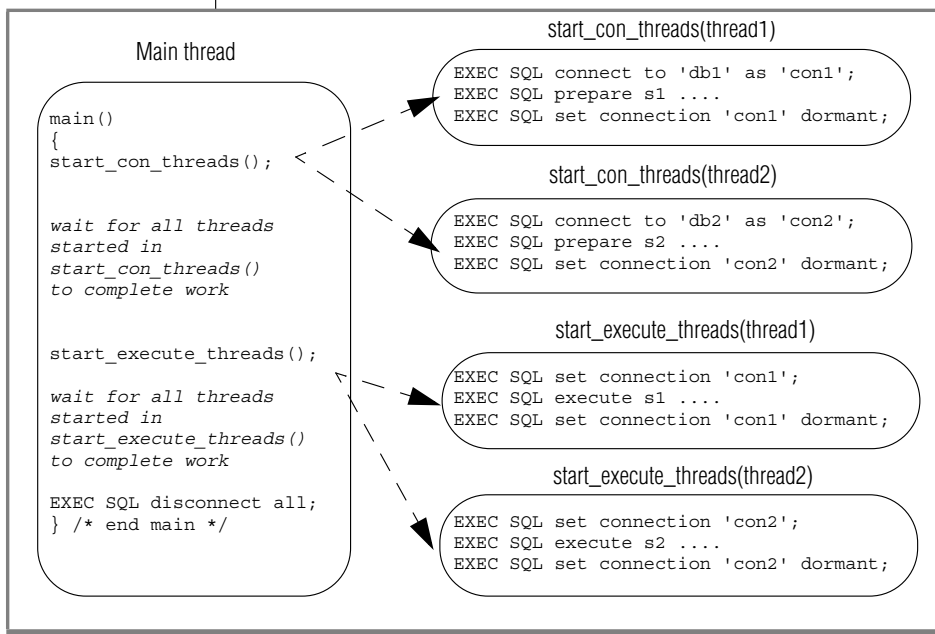 Main thread
main()
{
start_con_threads();
wait for all threads
started in
start_con_threads()
to complete work
start_execute_threads();
wait for all threads
started in
start_execute_threads()
to complete work
EXEC SQL disconnect all;
} /* end main */
start_con_threads(thread1)
EXEC SQL connect to 'db1' as 'con1';
EXEC SQL prepare s1 ....
EXEC SQL set connection 'con1' dormant;
start_con_threads(thread2)
EXEC SQL connect to 'db2' as 'con2';
EXEC SQL prepare s2 ....
EXEC SQL set connection 'con2' dormant;
start_execute_threads(thread1)
EXEC SQL set connection 'con1';
EXEC SQL execute s1 ....
EXEC SQL set connection 'con1' dormant;
start_execute_threads(thread2)
EXEC SQL set connection 'con2';
EXEC SQL execute s2 ....
EXEC SQL set connection 'con2' dormant;